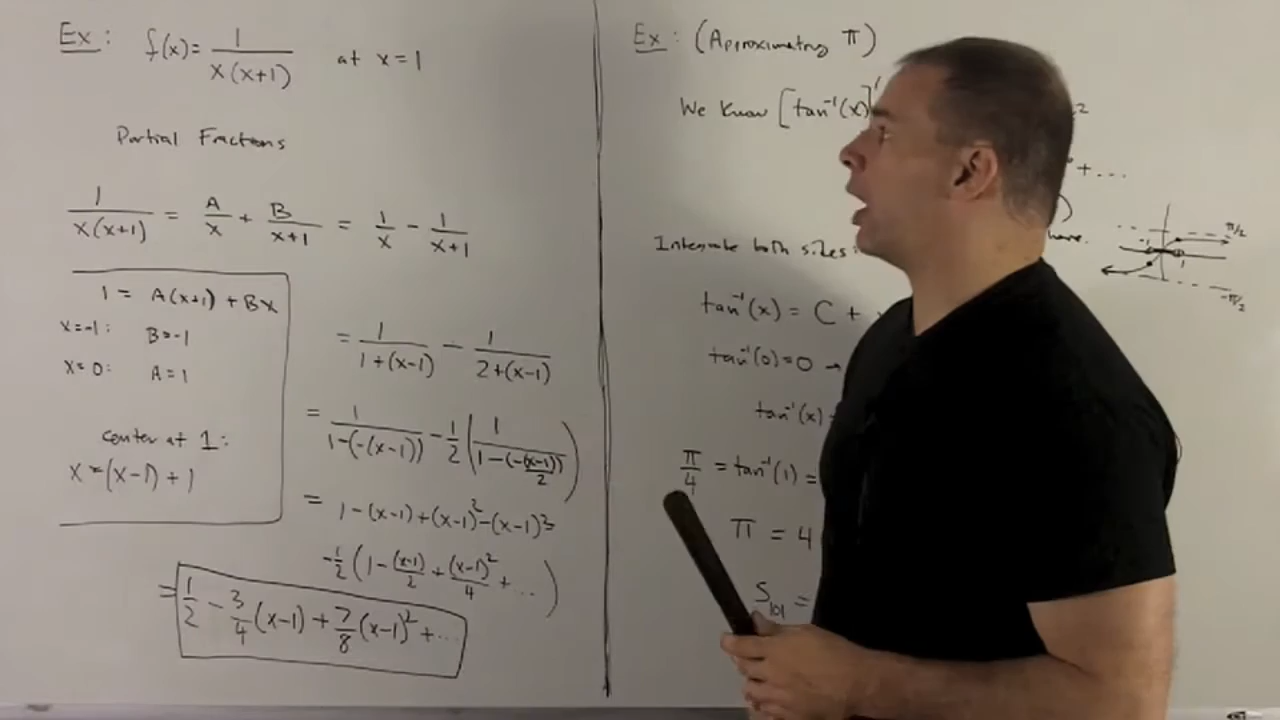 Ex: f(x)= 1/(x(x+1)) at x=1
Partial Fractions
1/(x(x+1)) = A/x + B/(x+1) = 1/x − 1/(x+1)
1 = A(x+1) + Bx
x=-1: B=-1
x=0: A=1
center at 1:
x=(x-1)+1
= 1/(1+(x-1)) − 1/(2+(x-1))
= 1/(1-(-(x-1))) − 1/2 (1/(1-(-(x-1))/2))
= 1-(x-1)+(x-1)²-(x-1)³
-1/2 (1-(x-1)/2+(x-1)²/4+...)
= 1/2 − 3/4(x-1) + 7/8(x-1)² + ...
Ex: (Approximating π)
We know [tan⁻¹(x)]'
+ ...
Integrate both sides:
here.
π/2
1
-π/2
tan⁻¹(x) = C +
tan⁻¹(0)=0 →
tan⁻¹(x)
π/4 = tan⁻¹(1) =
π = 4
S₁₀₁ =